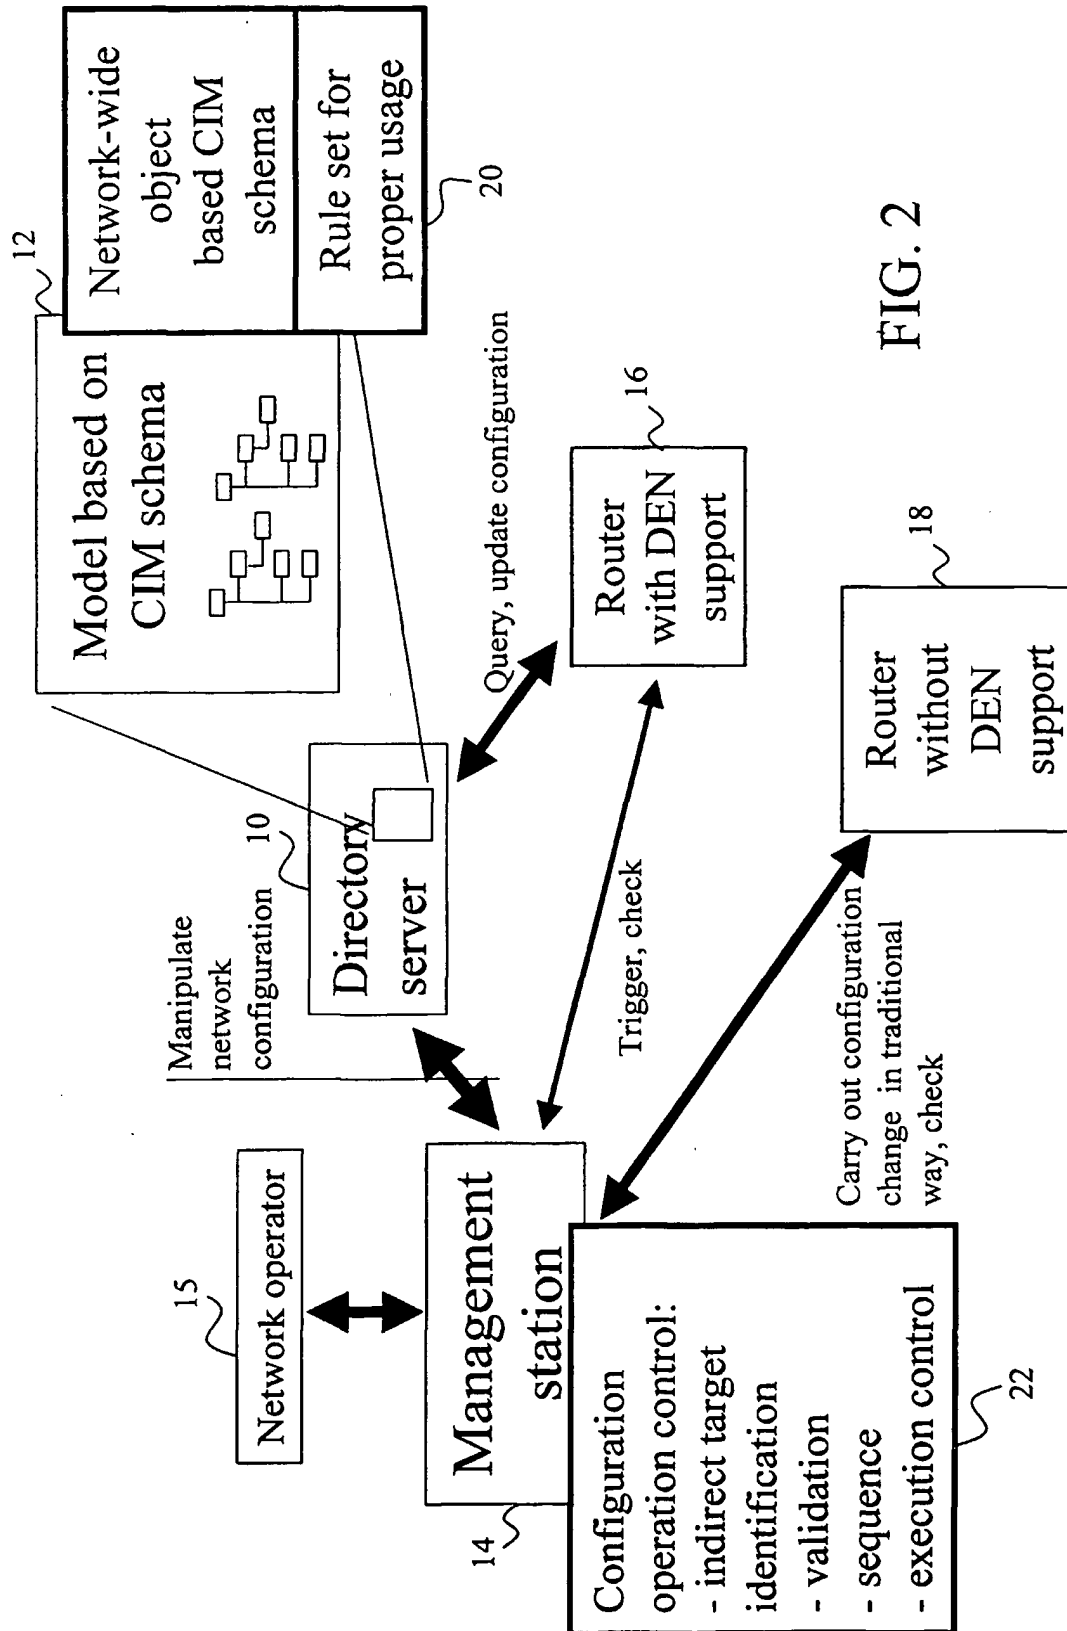 15
Network operator
Manipulate
network
configuration
10
Directory
server
12
Model based on
CIM schema
Network-wide
object
based CIM
schema
Rule set for
proper usage
20
14
Management
station
Configuration
operation control:
- indirect target
identification
- validation
- sequence
- execution control
22
Query, update configuration
Trigger, check
16
Router
with DEN
support
Carry out configuration
change in traditional
way, check
18
Router
without
DEN
support
FIG. 2